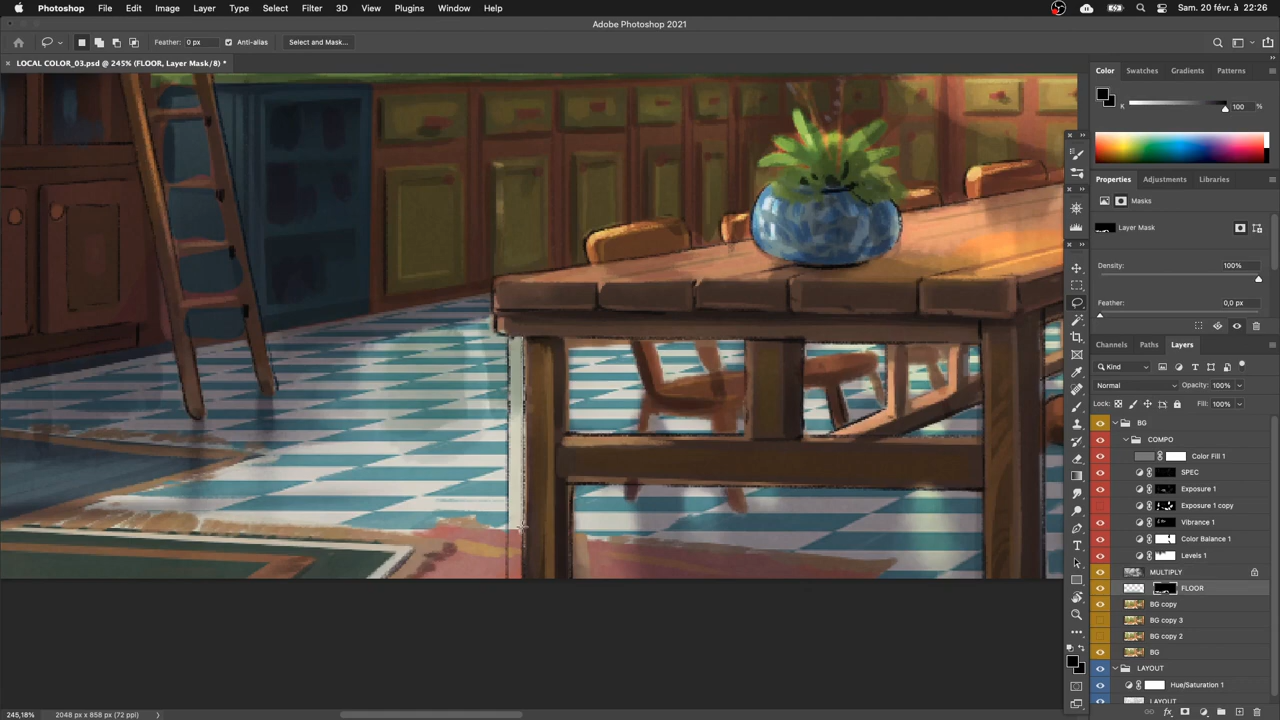 Photoshop File Edit Image Layer Type Select Filter 3D View Plugins Window Help Sam. 20 févr. à 22:26
Adobe Photoshop 2021
Feather: 0 px Anti-alias Select and Mask...
LOCAL COLOR_03.psd @ 245% (FLOOR, Layer Mask/8) *
Color Swatches Gradients Patterns
K 100 %
Properties Adjustments Libraries
Masks
Layer Mask
Density: 100%
Feather: 0,0 px
Channels Paths Layers
Kind
Normal Opacity: 100%
Lock: Fill: 100%
BG
COMPO
Color Fill 1
SPEC
Exposure 1
Exposure 1 copy
Vibrance 1
Color Balance 1
Levels 1
MULTIPLY
FLOOR
BG copy
BG copy 3
BG copy 2
BG
LAYOUT
Hue/Saturation 1
LAYOUT
245,18% 2048 px x 858 px (72 ppi)